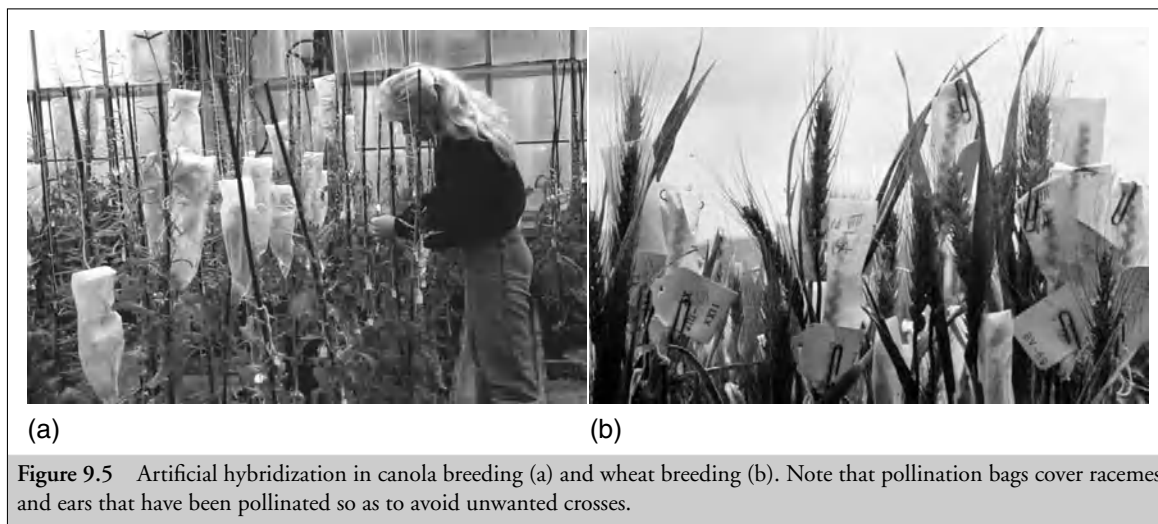 (a)
(b)
Figure 9.5 Artificial hybridization in canola breeding (a) and wheat breeding (b). Note that pollination bags cover racemes
and ears that have been pollinated so as to avoid unwanted crosses.